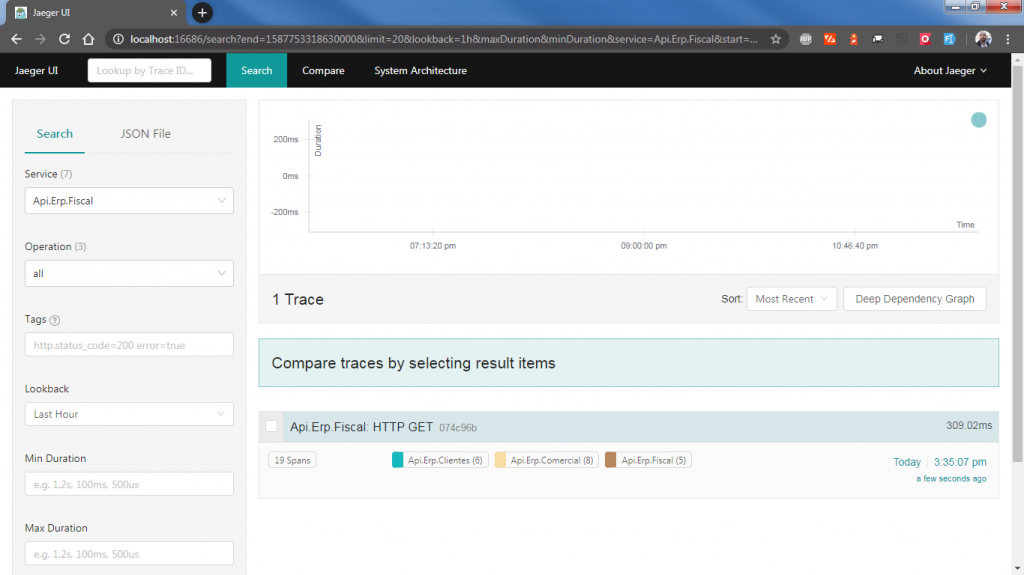 Jaeger UI
localhost:16686/search?end=1587753318630000&limit=20&lookback=1h&maxDuration&minDuration&service=Api.Erp.Fiscal&start=...
Jaeger UI
Lookup by Trace ID...
Search
Compare
System Architecture
About Jaeger
Search
JSON File
Service (7)
Api.Erp.Fiscal
Operation (3)
all
Tags
http.status_code=200 error=true
Lookback
Last Hour
Min Duration
e.g. 1.2s, 100ms, 500us
Max Duration
e.g. 1.2s, 100ms, 500us
Duration
200ms
0ms
-200ms
Time
07:13:20 pm
09:00:00 pm
10:46:40 pm
1 Trace
Sort:
Most Recent
Deep Dependency Graph
Compare traces by selecting result items
Api.Erp.Fiscal: HTTP GET 074c96b
309.02ms
19 Spans
Api.Erp.Clientes (6)
Api.Erp.Comercial (8)
Api.Erp.Fiscal (5)
Today
3:35:07 pm
a few seconds ago